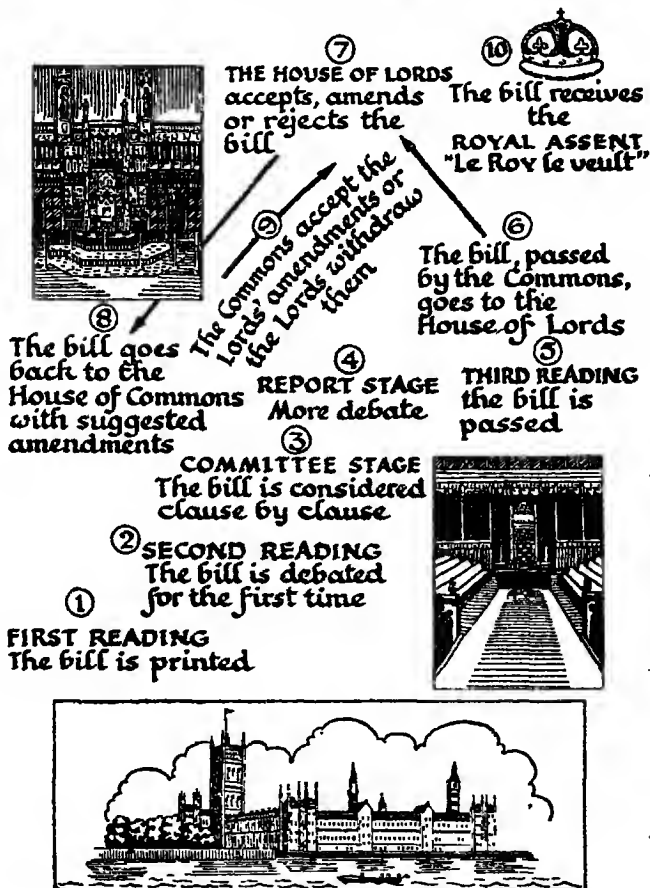 ⑦
THE HOUSE OF LORDS
accepts, amends
or rejects the
bill
⑩
The bill receives
the
ROYAL ASSENT
"Le Roy le veult"
⑨
The Commons accept the
Lords' amendments or
the Lords withdraw
them
⑥
The bill, passed
by the Commons,
goes to the
House of Lords
⑧
The bill goes
back to the
House of Commons
with suggested
amendments
④
REPORT STAGE
More debate
⑤
THIRD READING
the bill is
passed
③
COMMITTEE STAGE
The bill is considered
clause by clause
② SECOND READING
The bill is debated
for the first time
①
FIRST READING
The bill is printed